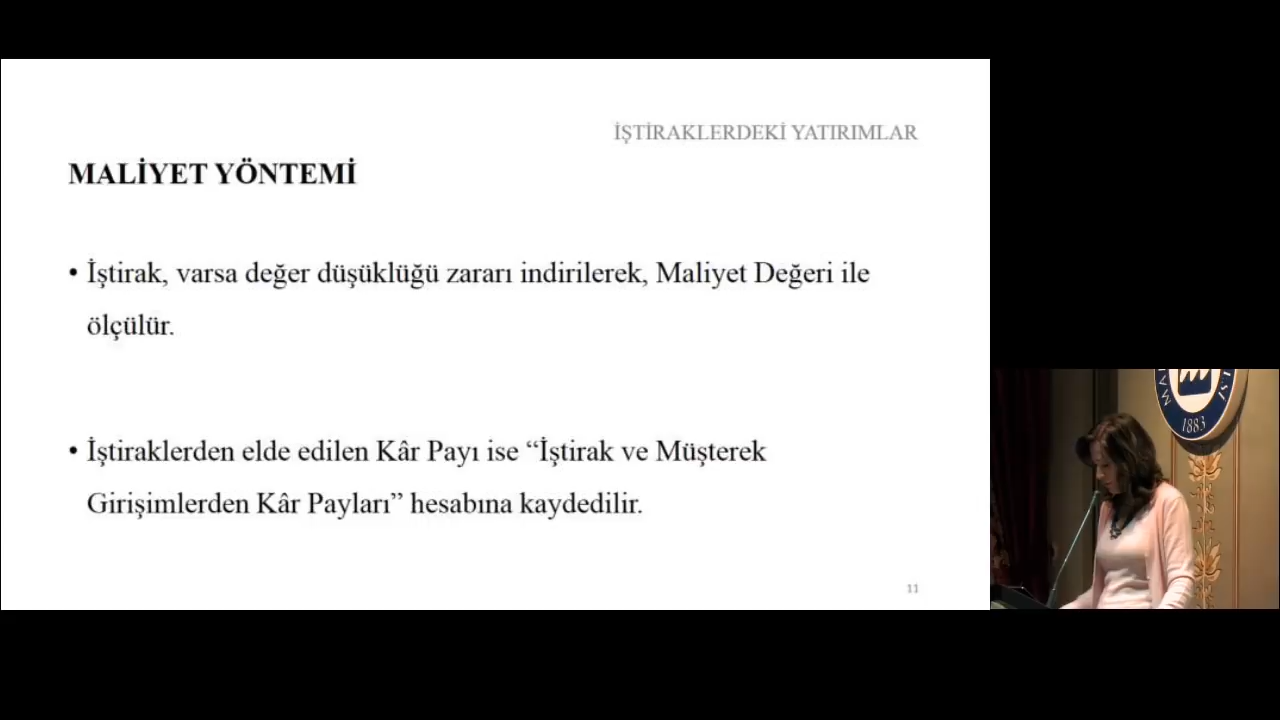 İŞTİRAKLERDEKİ YATIRIMLAR
MALİYET YÖNTEMİ
• İştirak, varsa değer düşüklüğü zararı indirilerek, Maliyet Değeri ile
ölçülür.
• İştiraklerden elde edilen Kâr Payı ise “İştirak ve Müşterek
Girişimlerden Kâr Payları” hesabına kaydedilir.
11
1883